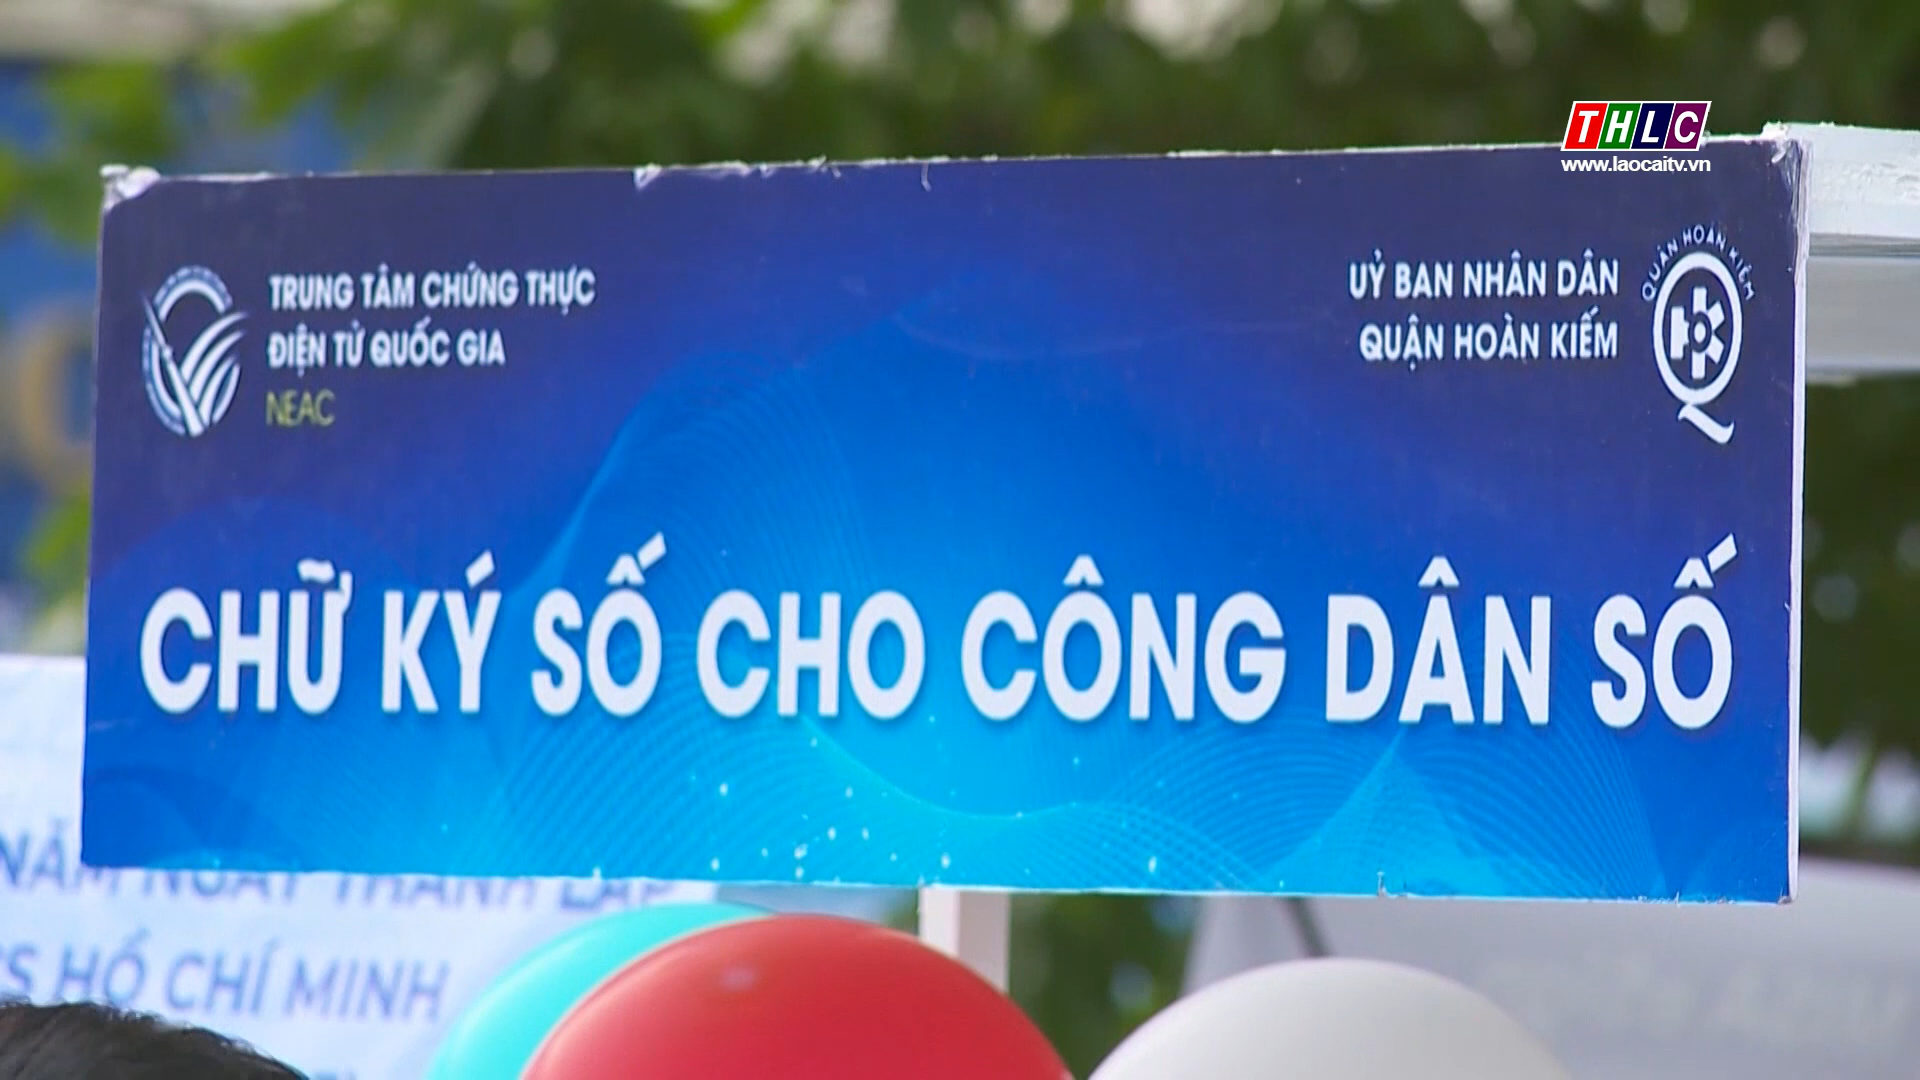 THLC
www.laocaitv.vn
TRUNG TÂM CHỨNG THỰC
ĐIỆN TỬ QUỐC GIA
NEAC
UỶ BAN NHÂN DÂN
QUẬN HOÀN KIẾM
QUẬN HOÀN KIẾM
CHỮ KÝ SỐ CHO CÔNG DÂN SỐ
NĂM NGÀY THÀNH LẬP
CS HỒ CHÍ MINH